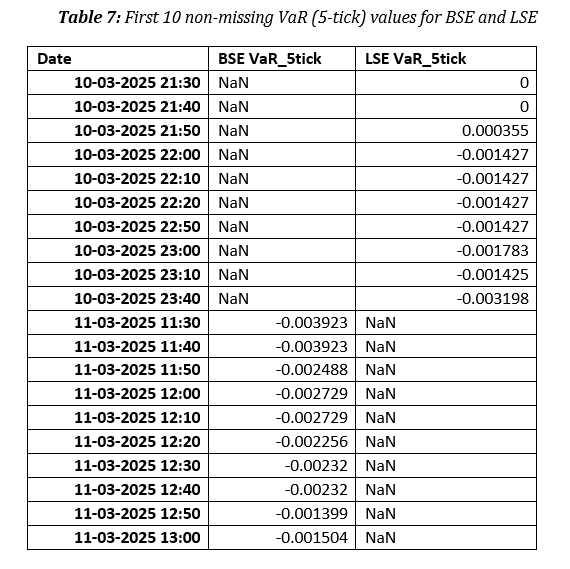 Table 7: First 10 non-missing VaR (5-tick) values for BSE and LSE
Date BSE VaR_5tick LSE VaR_5tick
10-03-2025 21:30 NaN 0
10-03-2025 21:40 NaN 0
10-03-2025 21:50 NaN 0.000355
10-03-2025 22:00 NaN -0.001427
10-03-2025 22:10 NaN -0.001427
10-03-2025 22:20 NaN -0.001427
10-03-2025 22:50 NaN -0.001427
10-03-2025 23:00 NaN -0.001783
10-03-2025 23:10 NaN -0.001425
10-03-2025 23:40 NaN -0.003198
11-03-2025 11:30 -0.003923 NaN
11-03-2025 11:40 -0.003923 NaN
11-03-2025 11:50 -0.002488 NaN
11-03-2025 12:00 -0.002729 NaN
11-03-2025 12:10 -0.002729 NaN
11-03-2025 12:20 -0.002256 NaN
11-03-2025 12:30 -0.00232 NaN
11-03-2025 12:40 -0.00232 NaN
11-03-2025 12:50 -0.001399 NaN
11-03-2025 13:00 -0.001504 NaN